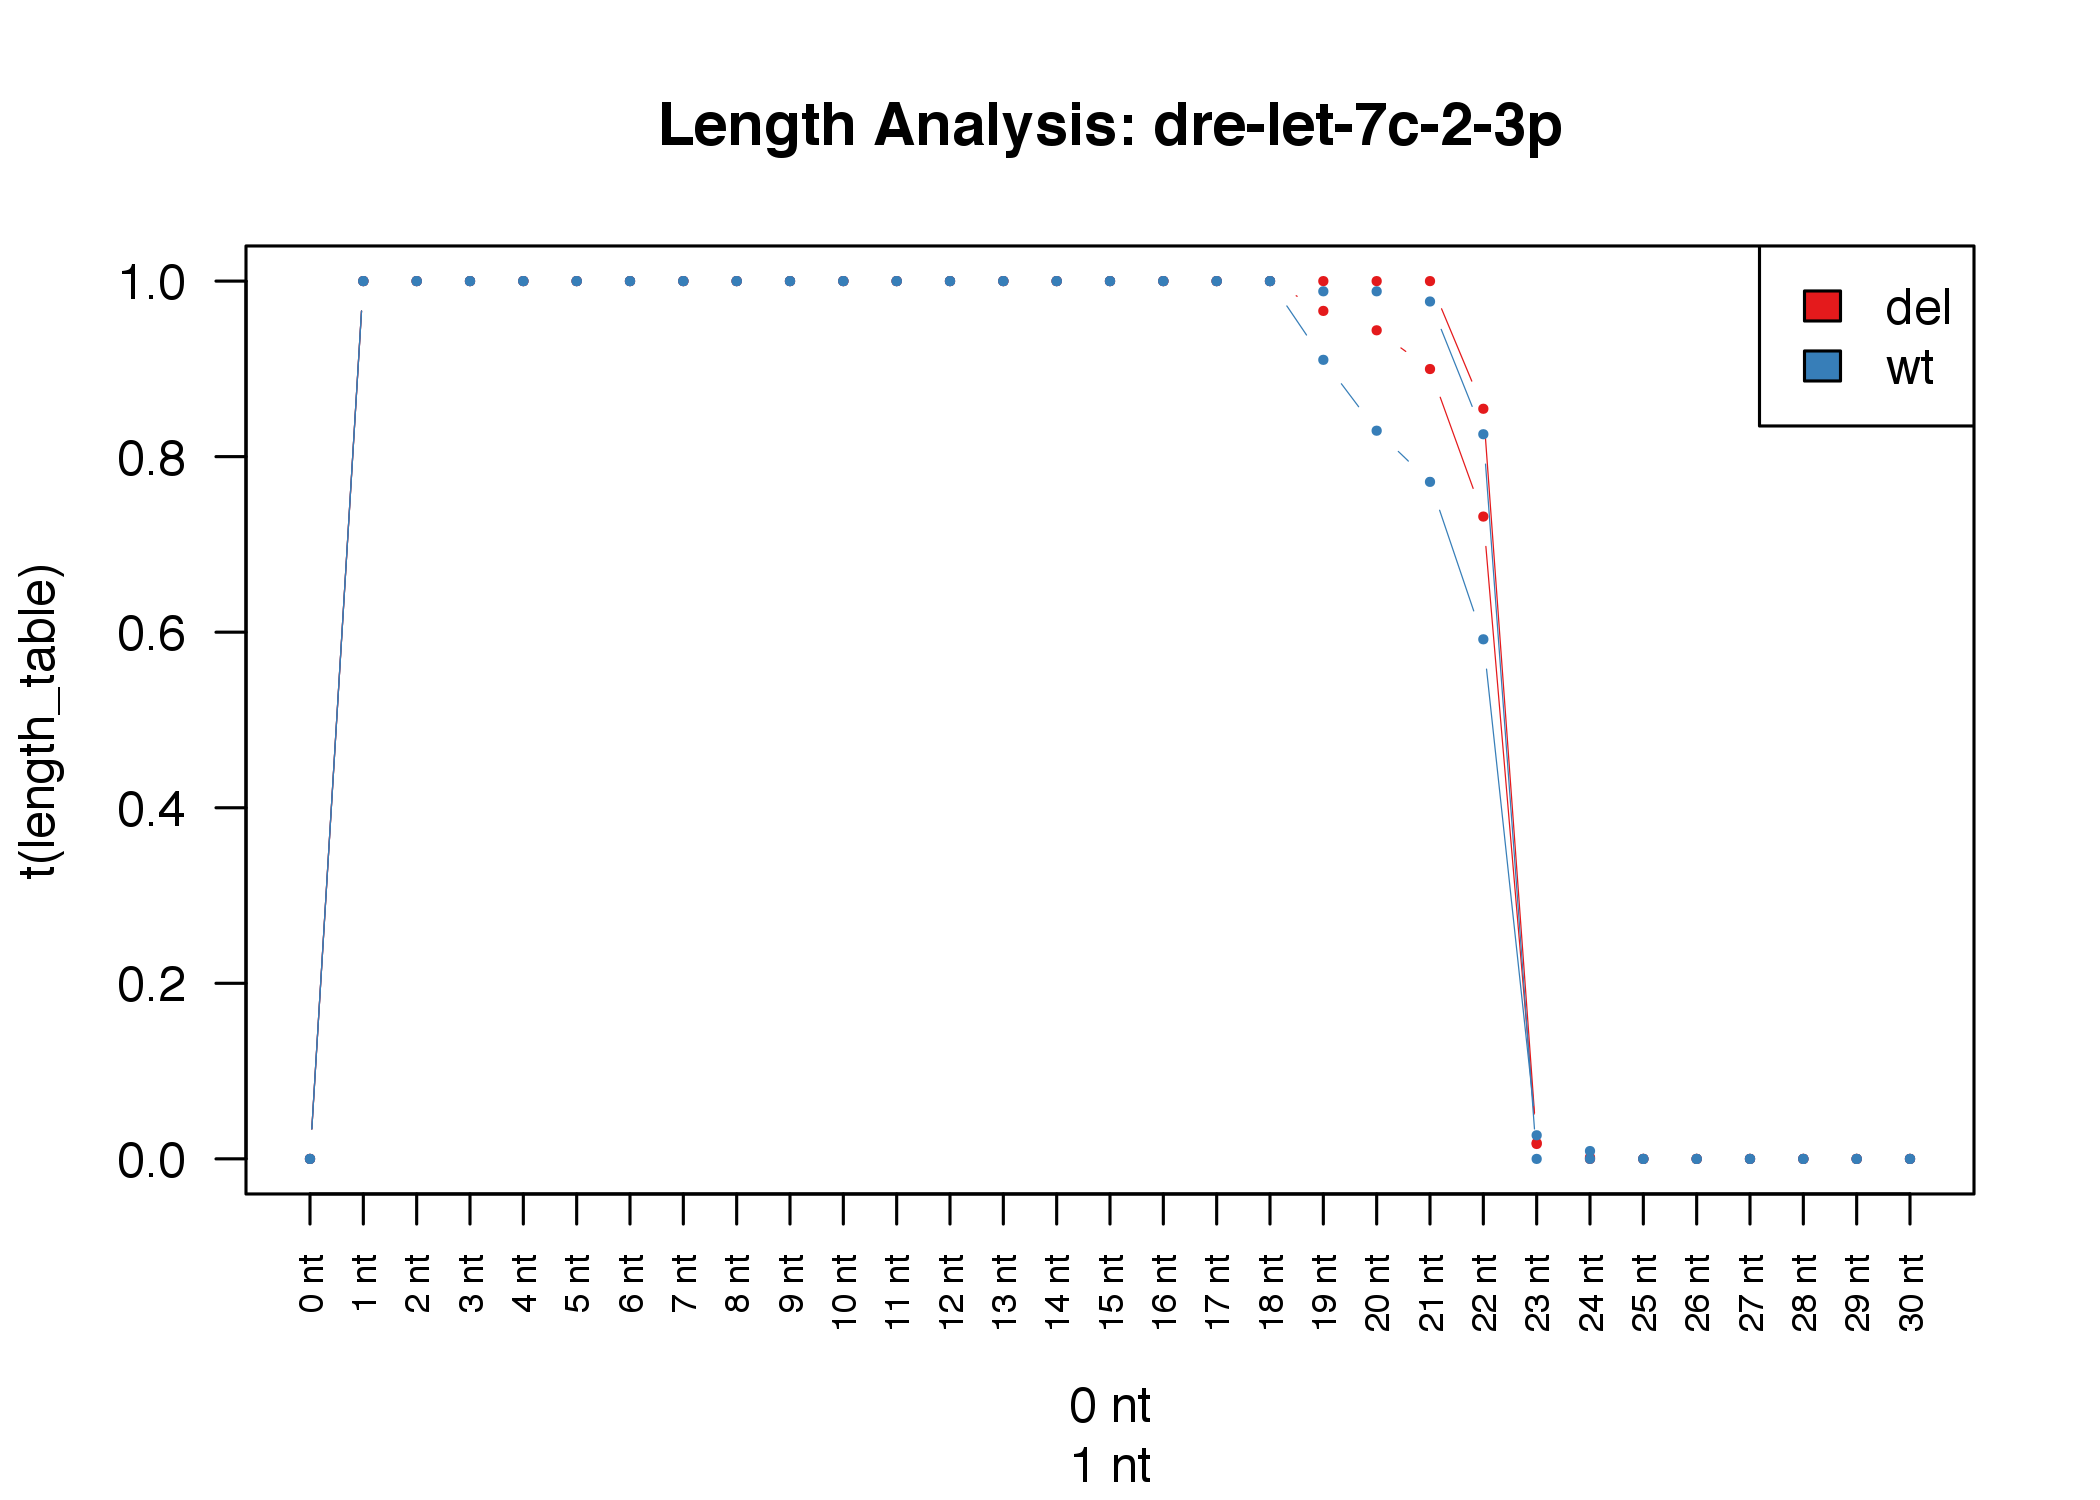 Length Analysis: dre-let-7c-2-3p
t(length_table)
1.0
0.8
0.6
0.4
0.2
0.0
del
wt
0 nt
1 nt
2 nt
3 nt
4 nt
5 nt
6 nt
7 nt
8 nt
9 nt
10 nt
11 nt
12 nt
13 nt
14 nt
15 nt
16 nt
17 nt
18 nt
19 nt
20 nt
21 nt
22 nt
23 nt
24 nt
25 nt
26 nt
27 nt
28 nt
29 nt
30 nt
0 nt
1 nt